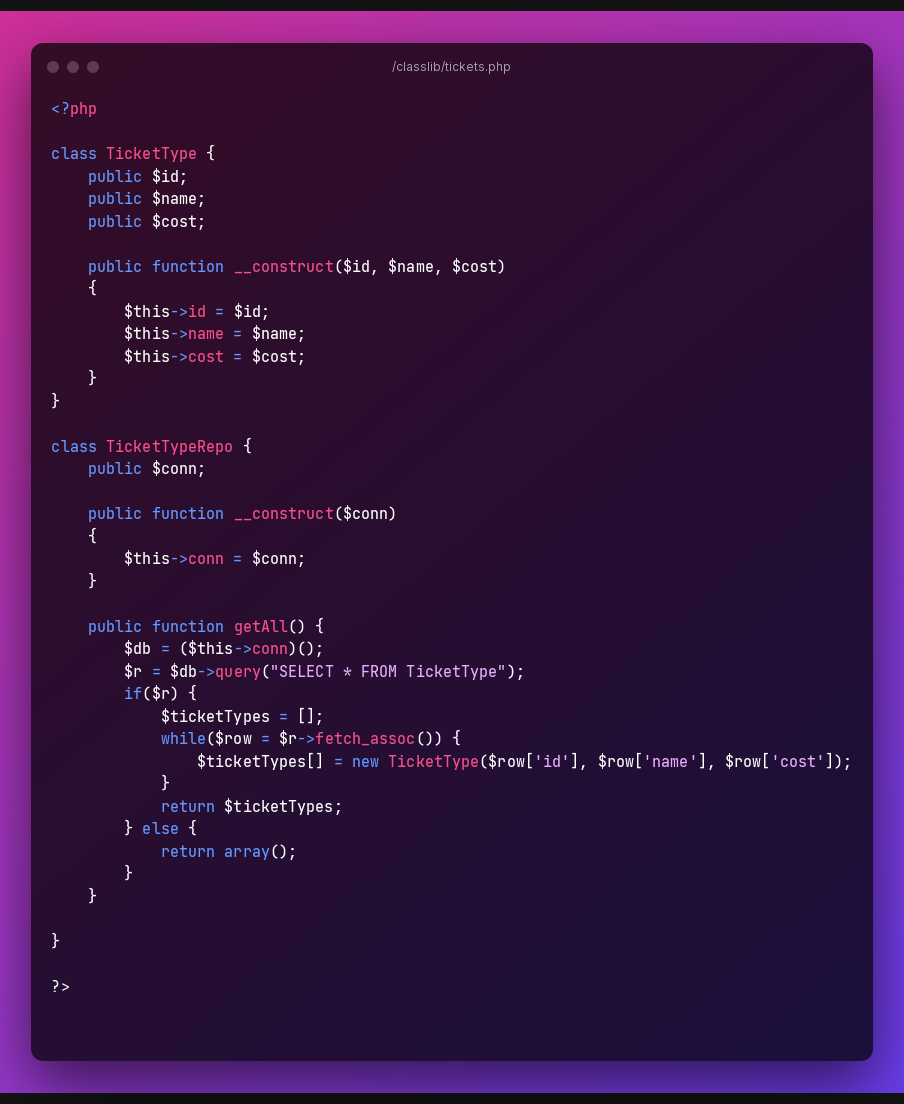 /classlib/tickets.php
<?php

class TicketType {
    public $id;
    public $name;
    public $cost;

    public function __construct($id, $name, $cost)
    {
        $this->id = $id;
        $this->name = $name;
        $this->cost = $cost;
    }
}

class TicketTypeRepo {
    public $conn;

    public function __construct($conn)
    {
        $this->conn = $conn;
    }

    public function getAll() {
        $db = ($this->conn)();
        $r = $db->query("SELECT * FROM TicketType");
        if($r) {
            $ticketTypes = [];
            while($row = $r->fetch_assoc()) {
                $ticketTypes[] = new TicketType($row['id'], $row['name'], $row['cost']);
            }
            return $ticketTypes;
        } else {
            return array();
        }
    }

}

?>